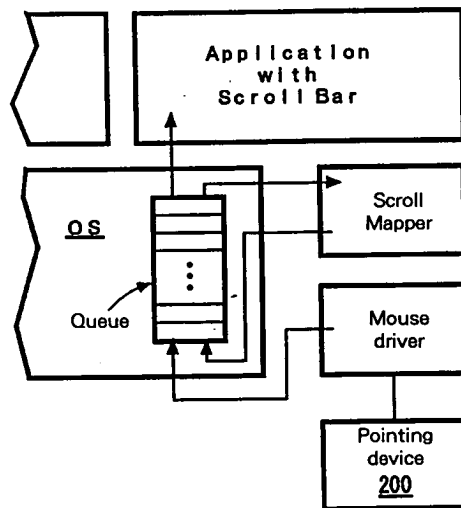 Application
with
Scroll Bar
OS
Scroll
Mapper
Queue
Mouse
driver
Pointing
device
200